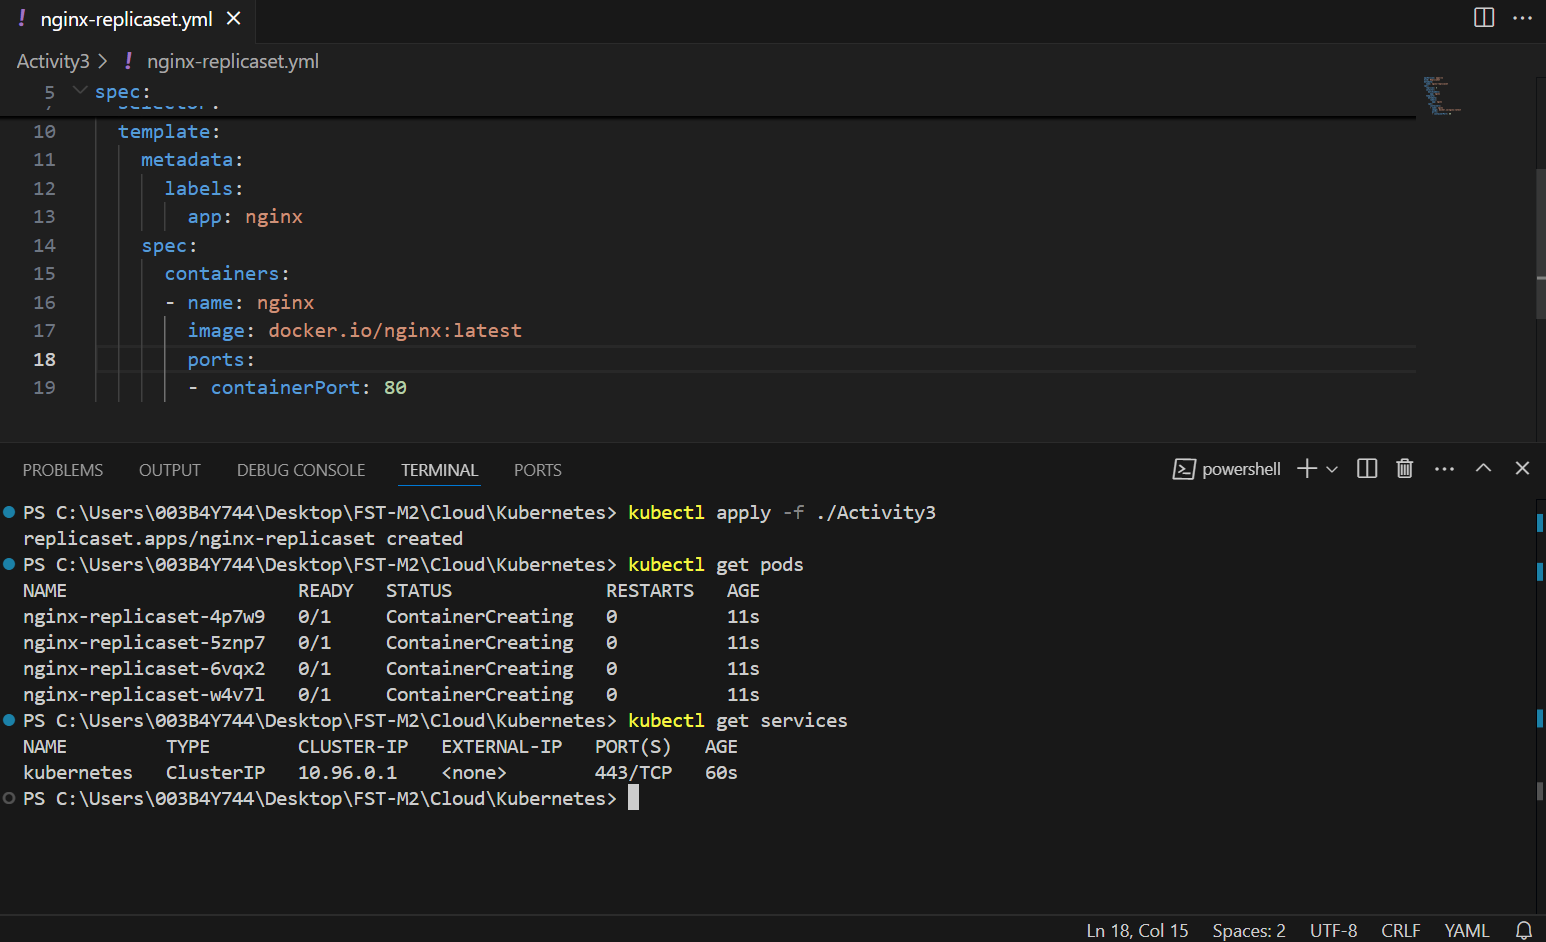 ! nginx-replicaset.yml
Activity3 > ! nginx-replicaset.yml
5 spec:
7 selector:
10 template:
11 metadata:
12 labels:
13 app: nginx
14 spec:
15 containers:
16 - name: nginx
17 image: docker.io/nginx:latest
18 ports:
19 - containerPort: 80
PROBLEMS OUTPUT DEBUG CONSOLE TERMINAL PORTS powershell
PS C:\Users\003B4Y744\Desktop\FST-M2\Cloud\Kubernetes> kubectl apply -f ./Activity3
replicaset.apps/nginx-replicaset created
PS C:\Users\003B4Y744\Desktop\FST-M2\Cloud\Kubernetes> kubectl get pods
NAME READY STATUS RESTARTS AGE
nginx-replicaset-4p7w9 0/1 ContainerCreating 0 11s
nginx-replicaset-5znp7 0/1 ContainerCreating 0 11s
nginx-replicaset-6vqx2 0/1 ContainerCreating 0 11s
nginx-replicaset-w4v7l 0/1 ContainerCreating 0 11s
PS C:\Users\003B4Y744\Desktop\FST-M2\Cloud\Kubernetes> kubectl get services
NAME TYPE CLUSTER-IP EXTERNAL-IP PORT(S) AGE
kubernetes ClusterIP 10.96.0.1 <none> 443/TCP 60s
PS C:\Users\003B4Y744\Desktop\FST-M2\Cloud\Kubernetes>
Ln 18, Col 15 Spaces: 2 UTF-8 CRLF YAML